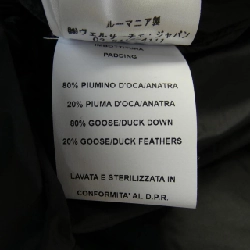 ルーマニア製
PADDING
80% PIUMINO D'OCA/ANATRA
20% PIUMA D'OCA/ANATRA
80% GOOSE/DUCK DOWN
20% GOOSE/DUCK FEATHERS
LAVATA E STERILIZZATA IN
CONFORMITA' AL D.P.R.